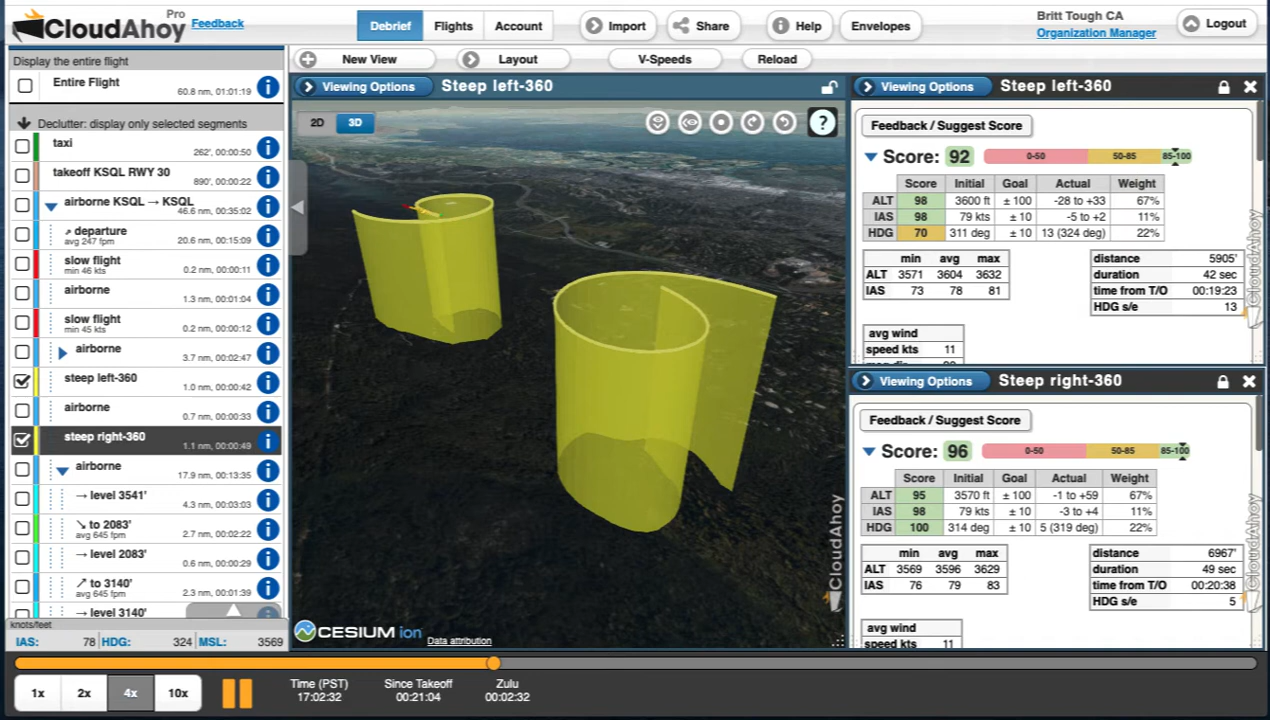 CloudAhoy
Pro
Feedback
Debrief
Flights
Account
Import
Share
Help
Envelopes
Britt Tough CA
Organization Manager
Logout
Display the entire flight
Entire Flight
60.8 nm, 01:01:19
Declutter: display only selected segments
taxi
262', 00:00:50
takeoff KSQL RWY 30
890', 00:00:22
airborne KSQL → KSQL
46.6 nm, 00:35:02
departure
avg 247 fpm
20.6 nm, 00:15:09
slow flight
min 46 kts
0.2 nm, 00:00:11
airborne
1.3 nm, 00:01:04
slow flight
min 45 kts
0.2 nm, 00:00:12
airborne
3.7 nm, 00:02:47
steep left-360
1.0 nm, 00:00:42
airborne
0.7 nm, 00:00:33
steep right-360
1.1 nm, 00:00:49
airborne
17.9 nm, 00:13:35
→ level 3541'
4.3 nm, 00:03:03
↘ to 2083'
avg 645 fpm
2.7 nm, 00:02:22
→ level 2083'
0.6 nm, 00:00:29
↗ to 3140'
avg 645 fpm
2.3 nm, 00:01:39
→ level 3140'
knots/feet
IAS: 78 HDG: 324 MSL: 3569
New View
Layout
V-Speeds
Reload
Viewing Options
Steep left-360
2D
3D
?
CloudAhoy
CESIUM ion
Data attribution
Viewing Options
Steep left-360
Feedback / Suggest Score
Score: 92
0-50 50-85 85-100
Score Initial Goal Actual Weight
ALT 98 3600 ft ± 100 -28 to +33 67%
IAS 98 79 kts ± 10 -5 to +2 11%
HDG 70 311 deg ± 10 13 (324 deg) 22%
min avg max
ALT 3571 3604 3632
IAS 73 78 81
distance 5905'
duration 42 sec
time from T/O 00:19:23
HDG s/e 13
avg wind
speed kts 11
CloudAhoy
Viewing Options
Steep right-360
Feedback / Suggest Score
Score: 96
0-50 50-85 85-100
Score Initial Goal Actual Weight
ALT 95 3570 ft ± 100 -1 to +59 67%
IAS 98 79 kts ± 10 -3 to +4 11%
HDG 100 314 deg ± 10 5 (319 deg) 22%
min avg max
ALT 3569 3596 3629
IAS 76 79 83
distance 6967'
duration 49 sec
time from T/O 00:20:38
HDG s/e 5
avg wind
speed kts 11
CloudAhoy
1x
2x
4x
10x
Time (PST)
17:02:32
Since Takeoff
00:21:04
Zulu
00:02:32